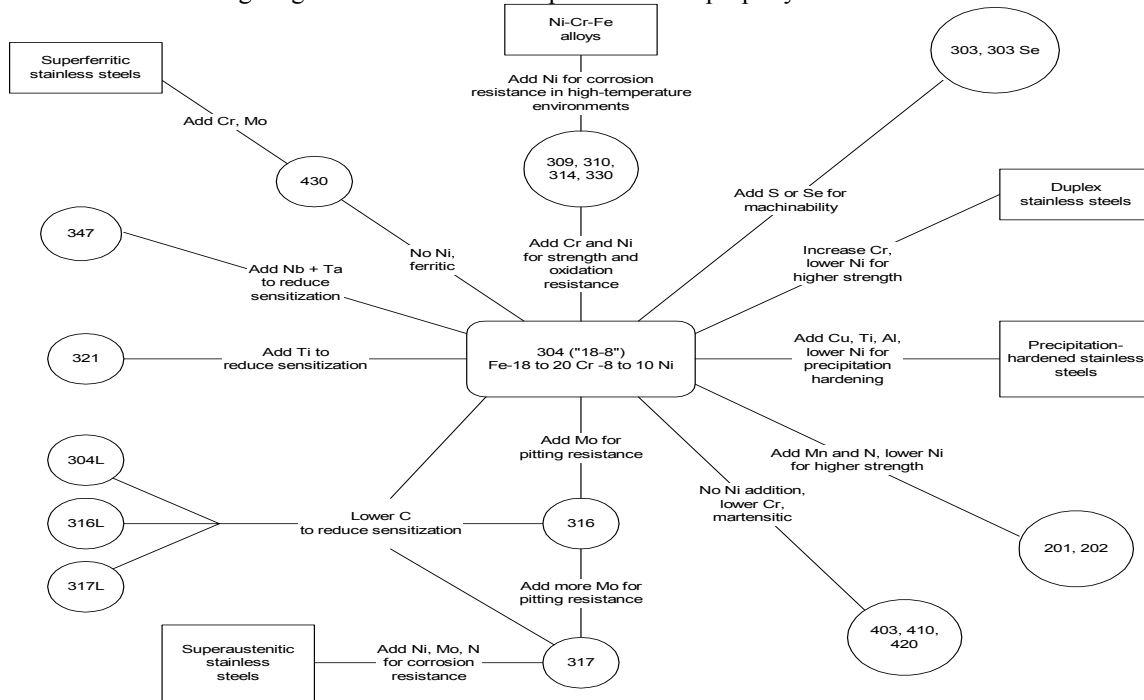 Ni-Cr-Fe
alloys
303, 303 Se
Superferritic
stainless steels
Add Ni for corrosion
resistance in high-temperature
environments
Add Cr, Mo
309, 310,
314, 330
430
Add S or Se for
machinability
Duplex
stainless steels
347
No Ni,
ferritic
Add Cr and Ni
for strength and
oxidation
resistance
Increase Cr,
lower Ni for
higher strength
Add Nb + Ta
to reduce
sensitization
321
Add Ti to
reduce sensitization
304 ("18-8")
Fe-18 to 20 Cr -8 to 10 Ni
Add Cu, Ti, Al,
lower Ni for
precipitation
hardening
Precipitation-
hardened stainless
steels
Add Mo for
pitting resistance
Add Mn and N, lower Ni
for higher strength
304L
No Ni addition,
lower Cr,
martensitic
316L
Lower C
to reduce sensitization
316
201, 202
317L
Add more Mo for
pitting resistance
403, 410,
420
Superaustenitic
stainless
steels
Add Ni, Mo, N
for corrosion
resistance
317